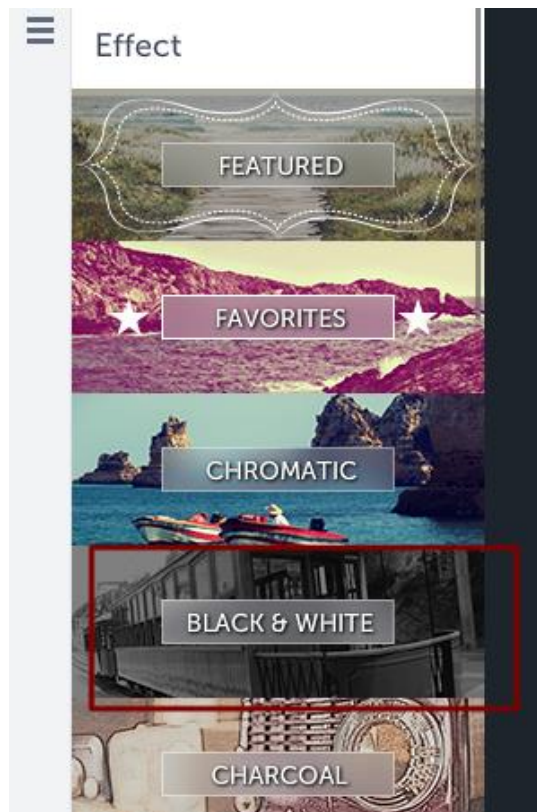 Effect
FEATURED
FAVORITES
CHROMATIC
BLACK & WHITE
CHARCOAL